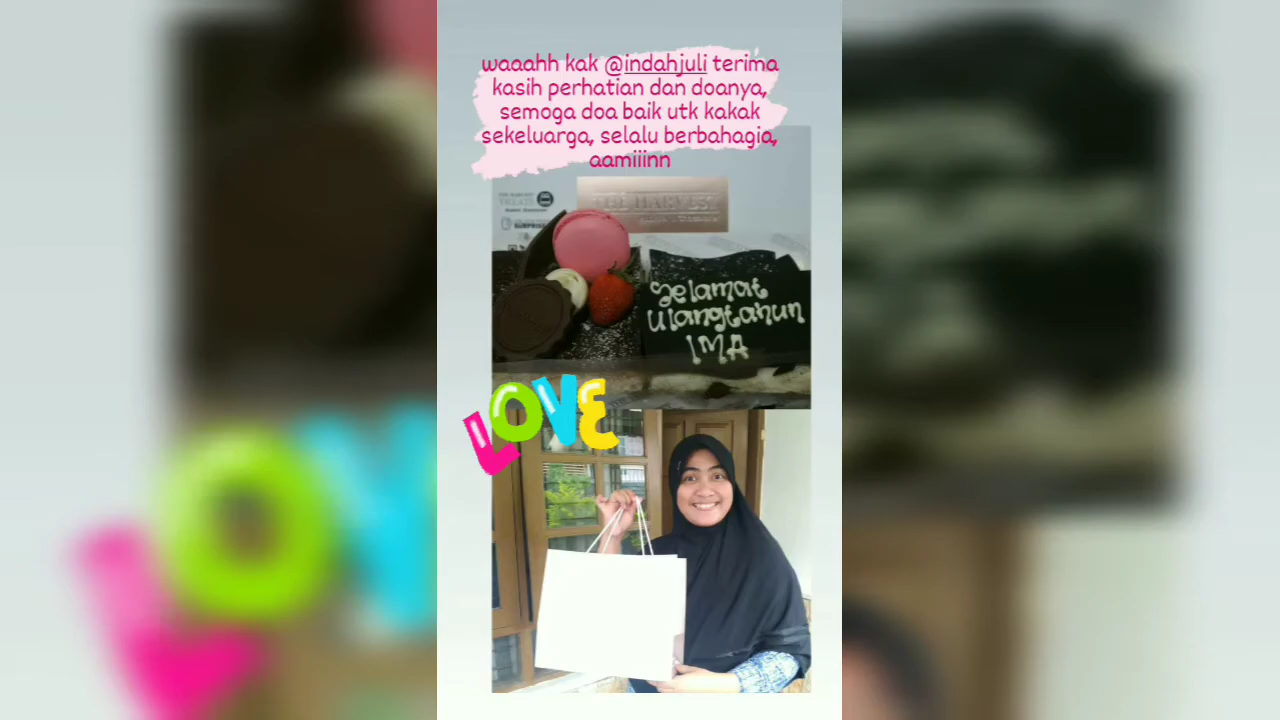 waaahh kak @indahjuli terima
kasih perhatian dan doanya,
semoga doa baik utk kakak
sekeluarga, selalu berbahagia,
aamiiinn
THE HARVEST
Selamat
Ulangtahun
IMA
LOVE